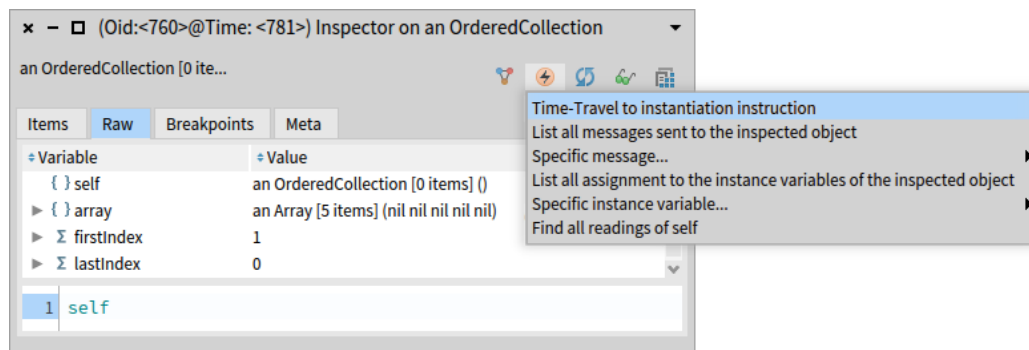 (Oid:<760>@Time: <781>) Inspector on an OrderedCollection
an OrderedCollection [0 ite...
Items Raw Breakpoints Meta
Variable Value
{ } self an OrderedCollection [0 items] ()
{ } array an Array [5 items] (nil nil nil nil nil)
Σ firstIndex 1
Σ lastIndex 0
1 self
Time-Travel to instantiation instruction
List all messages sent to the inspected object
Specific message...
List all assignment to the instance variables of the inspected object
Specific instance variable...
Find all readings of self